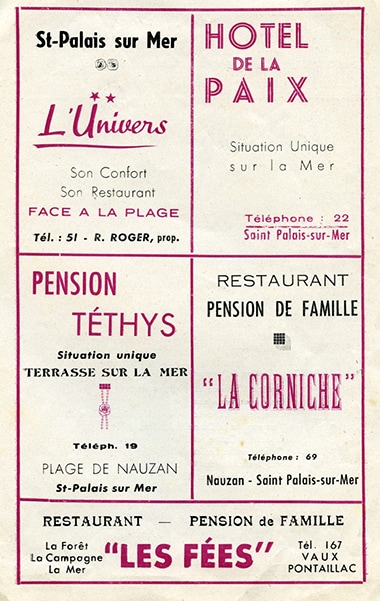 St-Palais sur Mer
L'Univers
Son Confort
Son Restaurant
FACE A LA PLAGE
Tél. : 51 - R. ROGER, prop.
HOTEL
DE LA
PAIX
Situation Unique
sur la Mer
Téléphone : 22
Saint Palais-sur-Mer
PENSION
TÉTHYS
Situation unique
TERRASSE SUR LA MER
Téléph. 19
PLAGE DE NAUZAN
St-Palais sur Mer
RESTAURANT
PENSION DE FAMILLE
"LA CORNICHE"
Téléphone : 69
Nauzan - Saint Palais-sur-Mer
RESTAURANT — PENSION de FAMILLE
La Forêt
La Campagne
La Mer
"LES FÉES"
Tél. 167
VAUX
PONTAILLAC